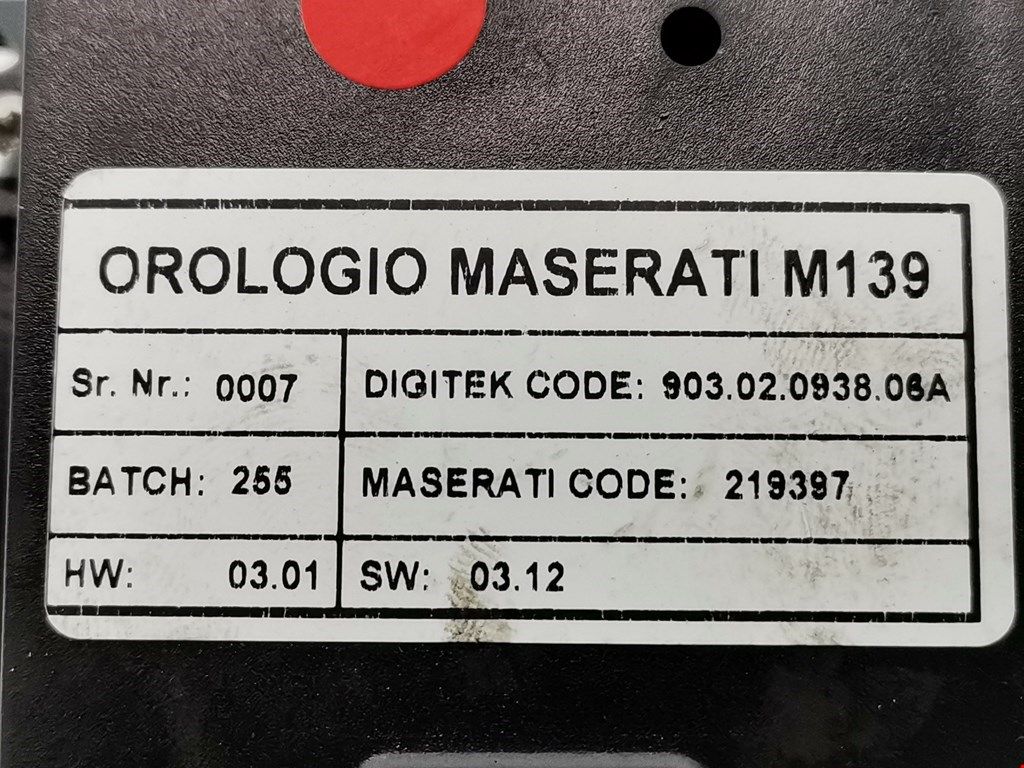 OROLOGIO MASERATI M139
Sr. Nr.: 0007 DIGITEK CODE: 903.02.0938.06A
BATCH: 255 MASERATI CODE: 219397
HW: 03.01 SW: 03.12